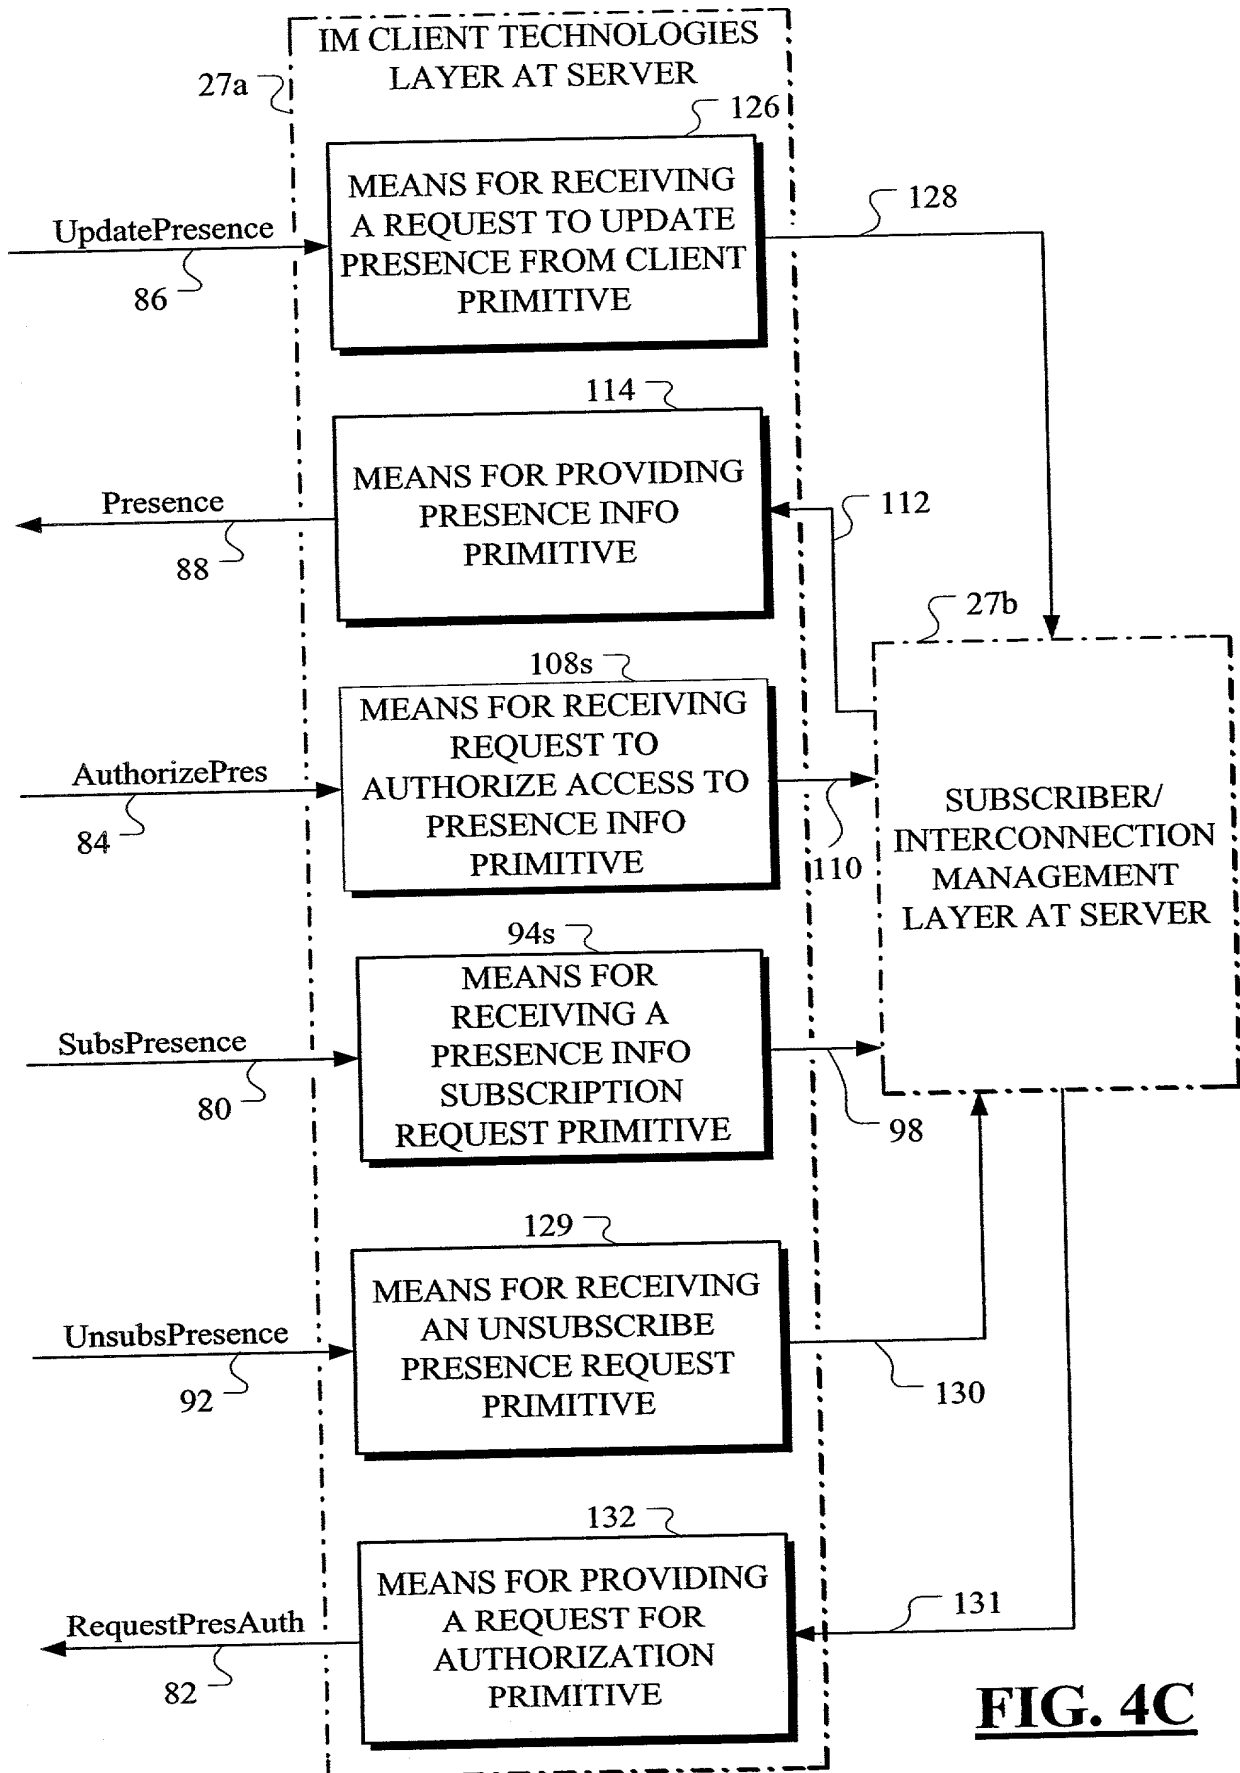 IM CLIENT TECHNOLOGIES
LAYER AT SERVER
27a
126
MEANS FOR RECEIVING
A REQUEST TO UPDATE
PRESENCE FROM CLIENT
PRIMITIVE
UpdatePresence
86
128
114
MEANS FOR PROVIDING
PRESENCE INFO
PRIMITIVE
Presence
88
112
27b
108s
MEANS FOR RECEIVING
REQUEST TO
AUTHORIZE ACCESS TO
PRESENCE INFO
PRIMITIVE
AuthorizePres
84
110
SUBSCRIBER/
INTERCONNECTION
MANAGEMENT
LAYER AT SERVER
94s
MEANS FOR
RECEIVING A
PRESENCE INFO
SUBSCRIPTION
REQUEST PRIMITIVE
SubsPresence
80
98
129
MEANS FOR RECEIVING
AN UNSUBSCRIBE
PRESENCE REQUEST
PRIMITIVE
UnsubsPresence
92
130
132
MEANS FOR PROVIDING
A REQUEST FOR
AUTHORIZATION
PRIMITIVE
RequestPresAuth
82
131
FIG. 4C